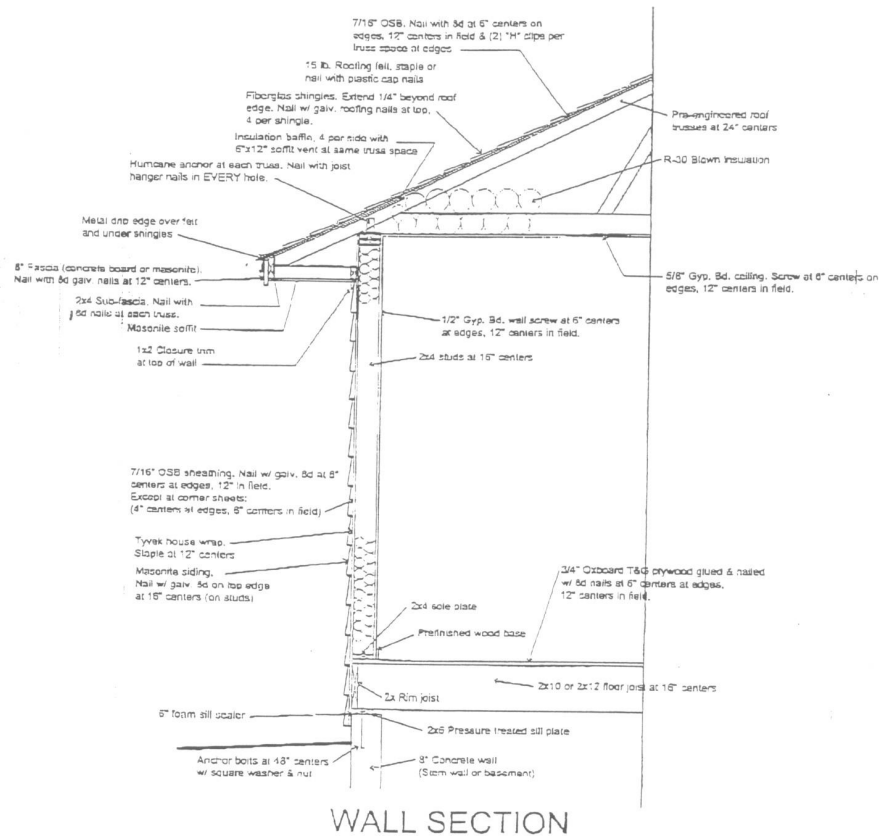 7/16" OSB. Nail with 8d at 6" centers on
edges, 12" centers in field & (2) "H" clips per
truss space at edges
15 lb. Roofing felt, staple or
nail with plastic cap nails
Fiberglas shingles. Extend 1/4" beyond roof
edge. Nail w/ galv. roofing nails at top,
4 per shingle.
Insulation baffle, 4 per side with
6"x12" soffit vent at same truss space
Hurricane anchor at each truss. Nail with joist
hanger nails in EVERY hole.
Pre-engineered roof
trusses at 24" centers
R-30 Blown Insulation
Metal drip edge over felt
and under shingles
8" Fascia (concrete board or masonite).
Nail with 8d galv. nails at 12" centers.
2x4 Sub-fascia. Nail with
nails at each truss.
Masonite soffit
1x2 Closure trim
at top of wall
5/8" Gyp. Bd. ceiling. Screw at 6" centers on
edges, 12" centers in field.
1/2" Gyp. Bd. wall screw at 6" centers
at edges, 12" centers in field.
2x4 studs at 16" centers
7/16" OSB sheathing. Nail w/ galv. 8d at 6"
centers at edges, 12" in field.
Except at corner sheets:
(4" centers at edges, 6" centers in field)
Tyvek house wrap.
Staple at 12" centers
Masonite siding.
Nail w/ galv. 8d on top edge
at 16" centers (on studs)
3/4" Oxboard T&G plywood glued & nailed
w/ 8d nails at 6" centers at edges,
12" centers in field.
2x4 sole plate
Prefinished wood base
2x10 or 2x12 floor joist at 16" centers
2x Rim joist
6" foam sill sealer
2x6 Pressure treated sill plate
Anchor bolts at 48" centers
w/ square washer & nut
8" Concrete wall
(Stem wall or basement)
WALL SECTION